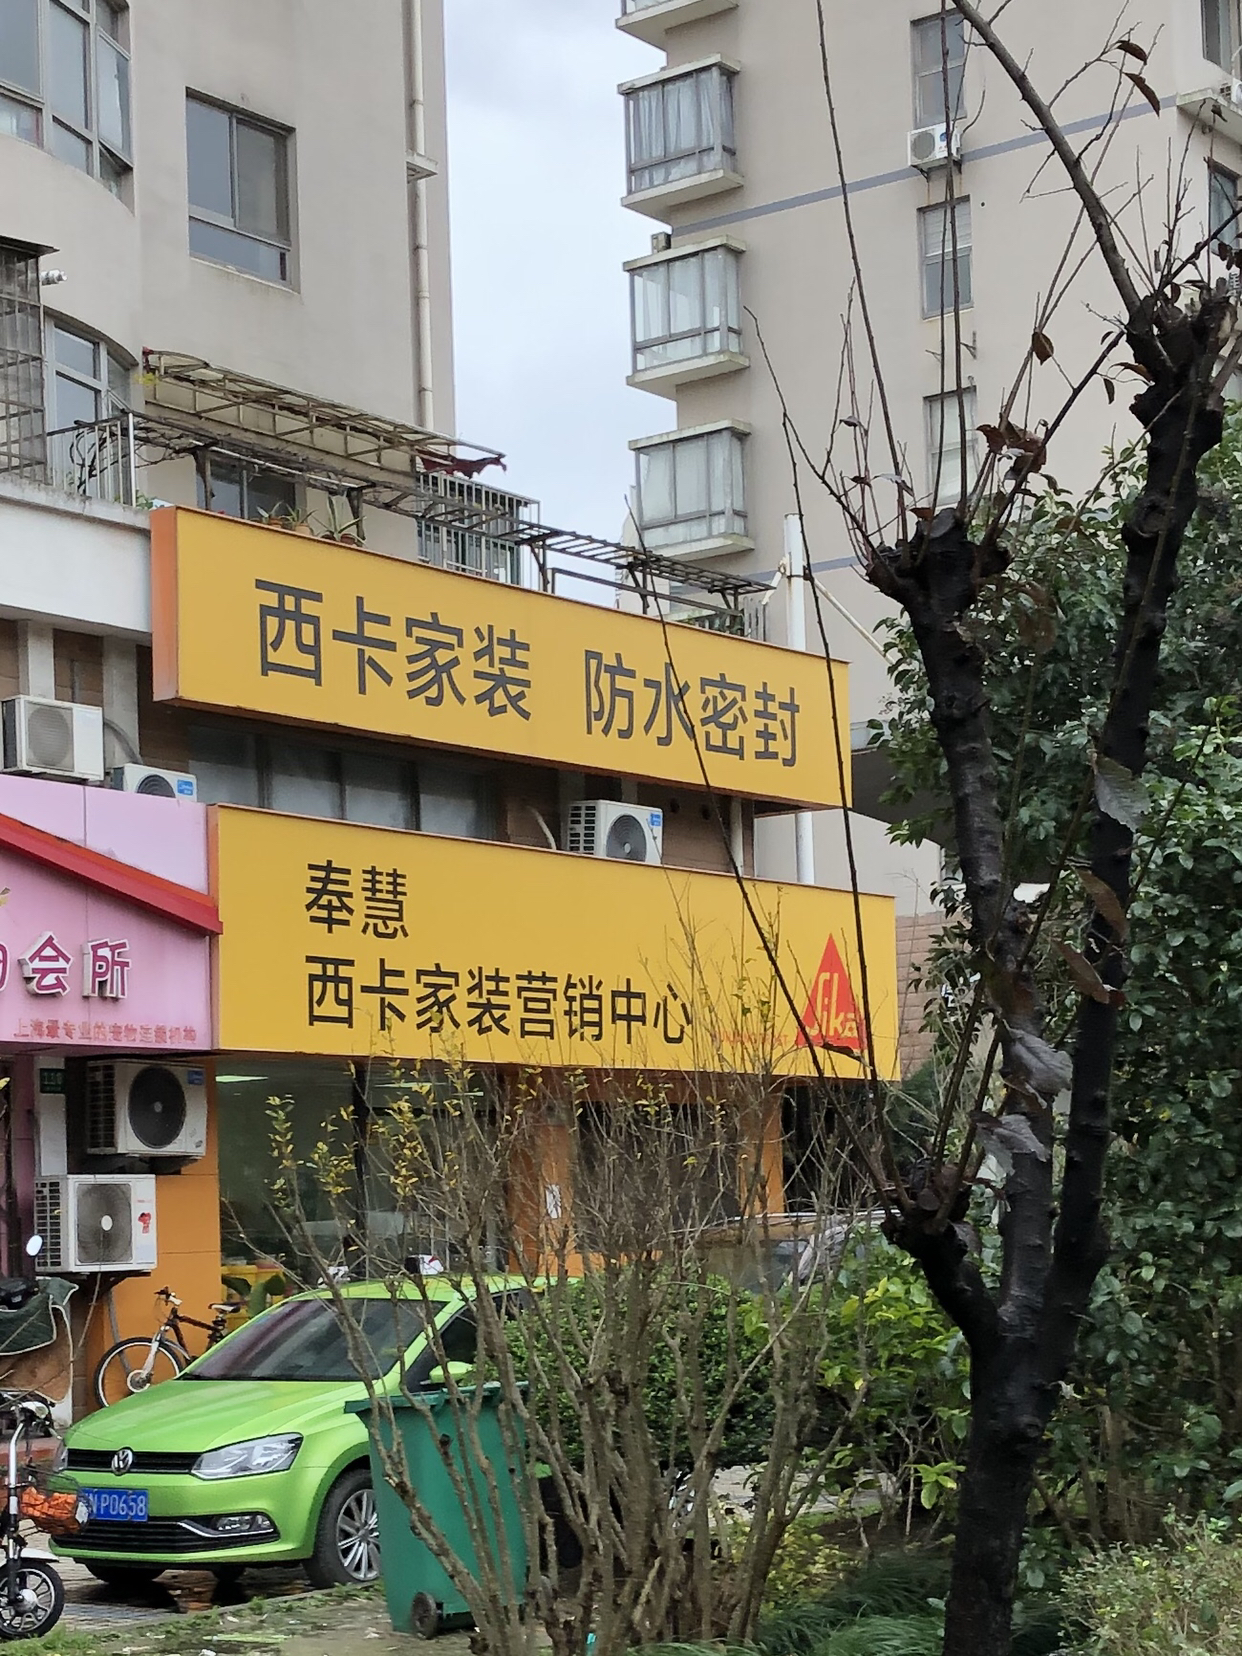 西卡家装 防水密封
奉慧
西卡家装营销中心
Sika
会所
上海最专业的宠物连锁机构
NP0658